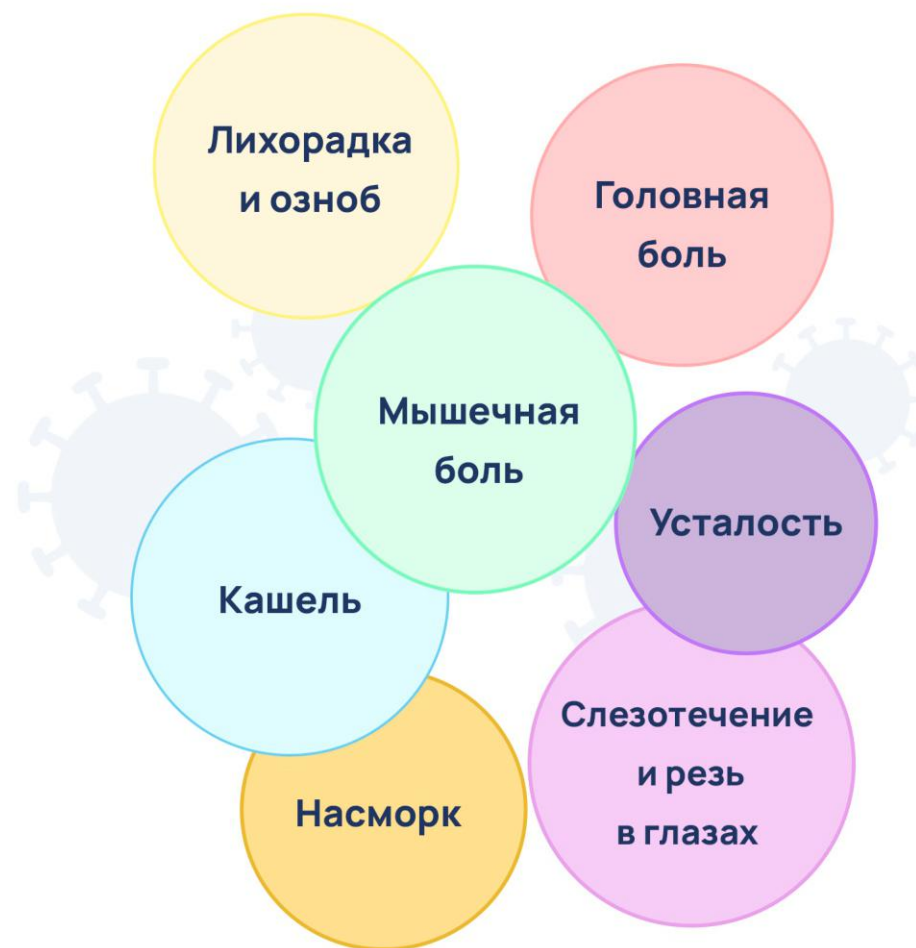 Лихорадка
и озноб
Головная
боль
Мышечная
боль
Усталость
Кашель
Слезотечение
и резь
в глазах
Насморк